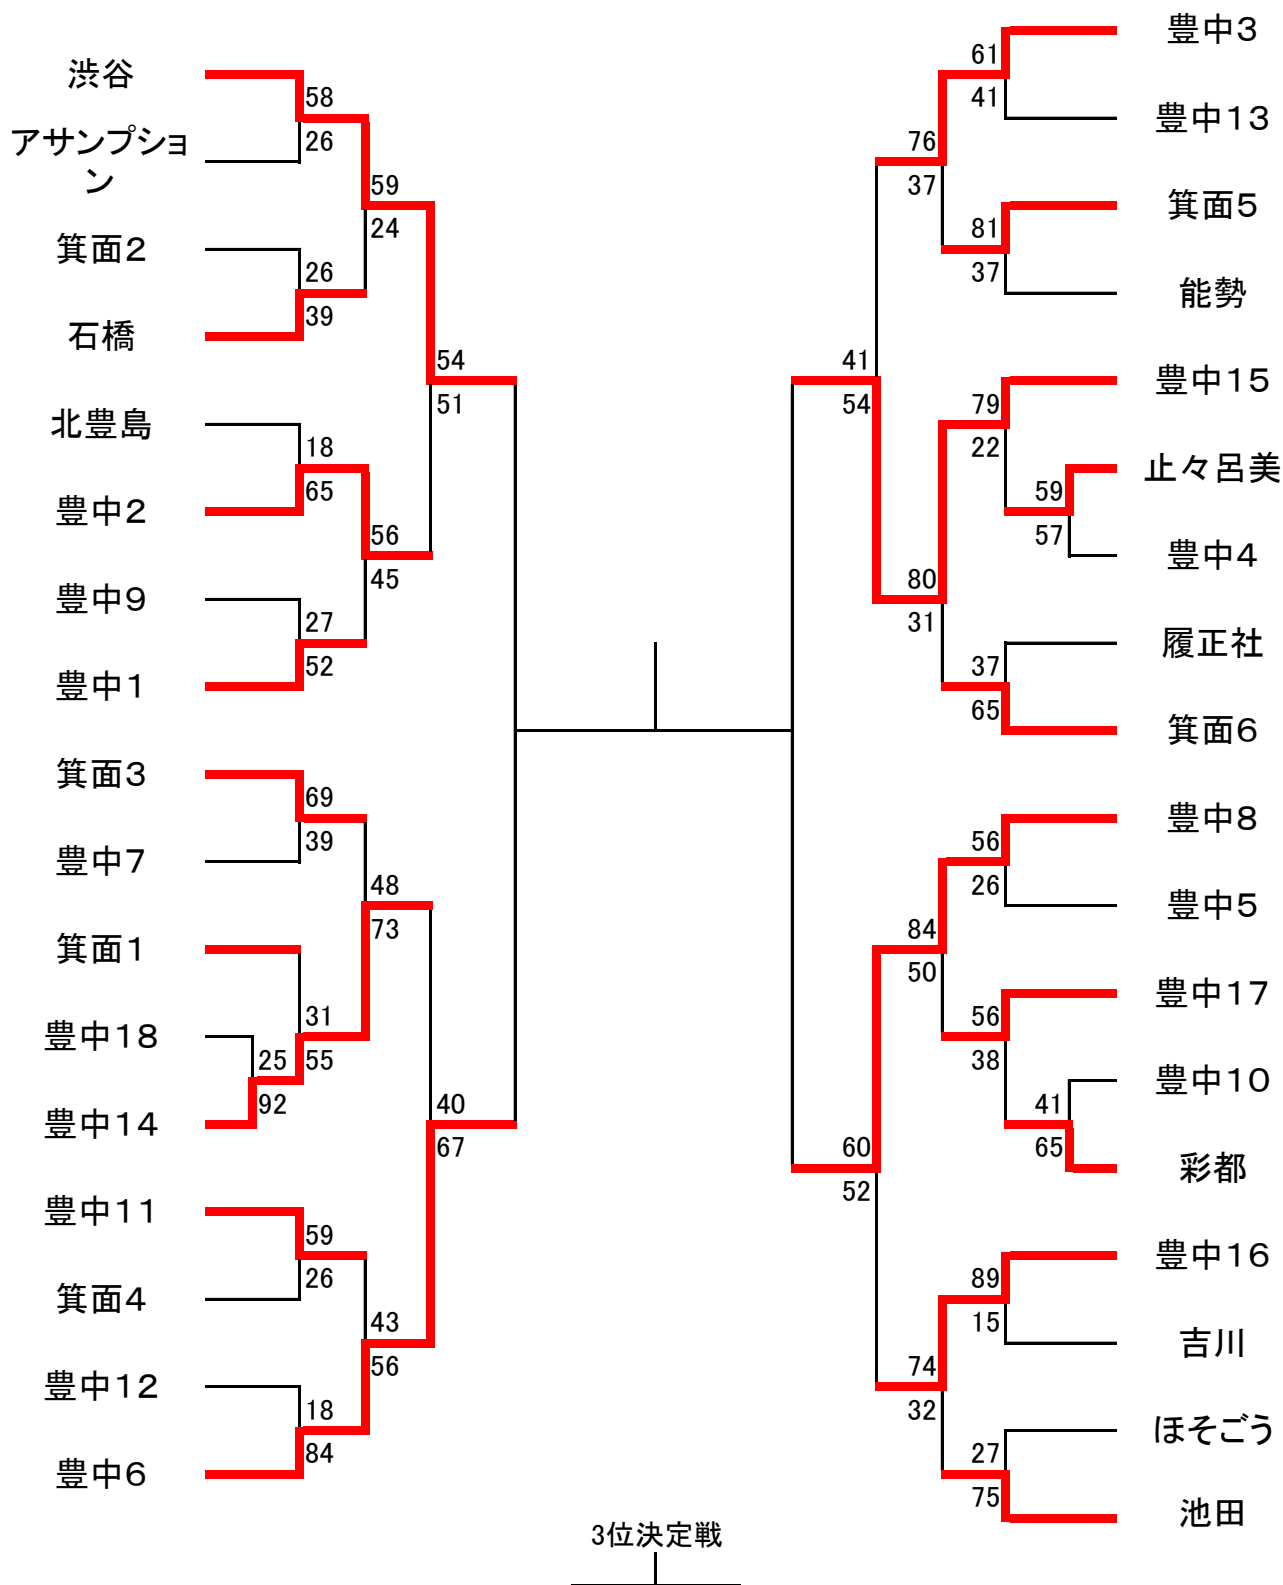 渋谷
58
アサンプショ
ン
26
59
24
箕面2
26
石橋
39
54
51
北豊島
18
豊中2
65
56
45
豊中9
27
豊中1
52
箕面3
69
豊中7
39
48
73
箕面1
31
豊中18
25
55
豊中14
92
40
67
豊中11
59
箕面4
26
43
56
豊中12
18
豊中6
84
豊中3
61
41
豊中13
76
37
箕面5
81
37
能勢
41
54
豊中15
79
22
止々呂美
59
57
豊中4
80
31
履正社
37
65
箕面6
豊中8
56
26
豊中5
84
50
豊中17
56
38
豊中10
41
65
彩都
60
52
豊中16
89
15
吉川
74
32
ほそごう
27
75
池田
3位決定戦